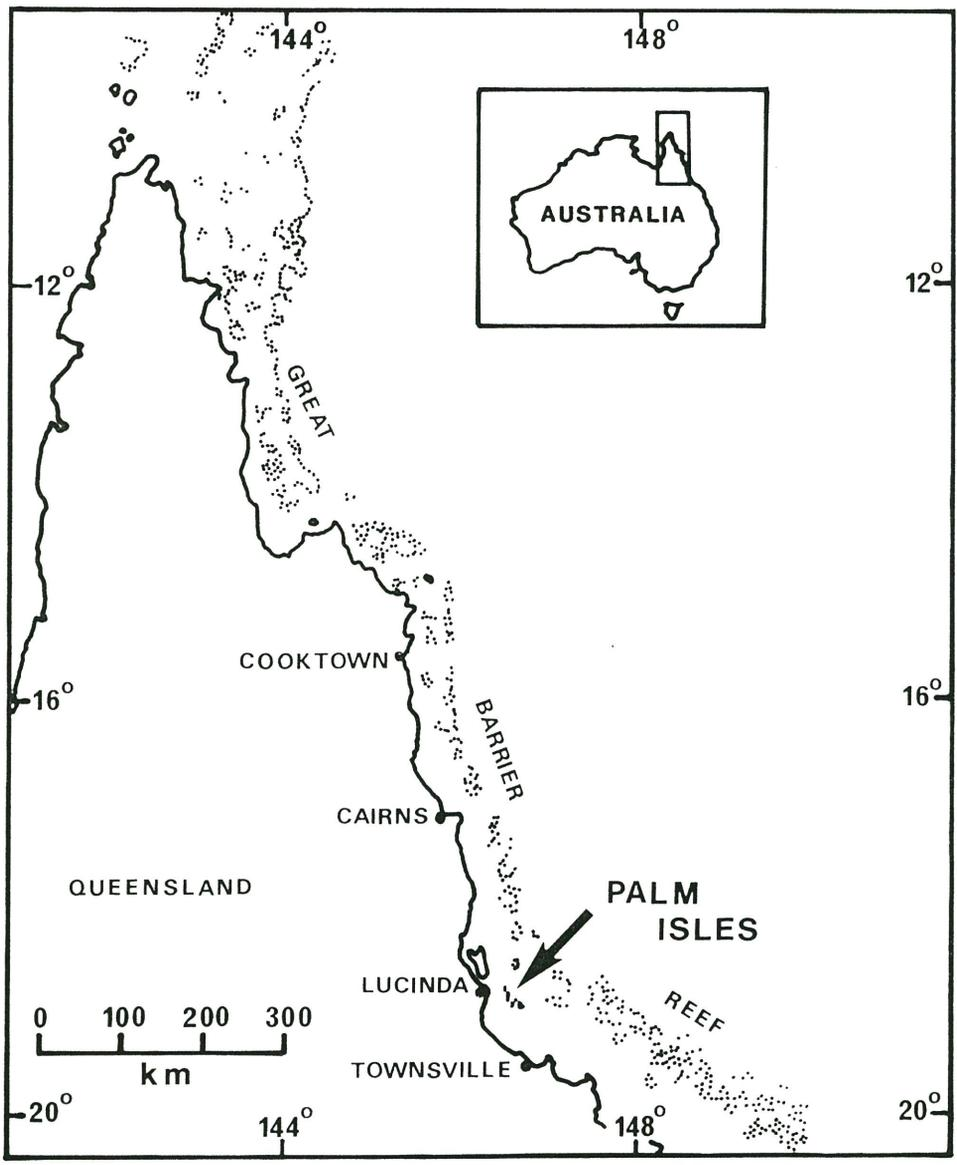 144°
148°
AUSTRALIA
12°
12°
GREAT
COOKTOWN
16°
16°
BARRIER
CAIRNS
QUEENSLAND
PALM
ISLES
LUCINDA
REEF
0 100 200 300
km
TOWNSVILLE
20°
20°
144°
148°